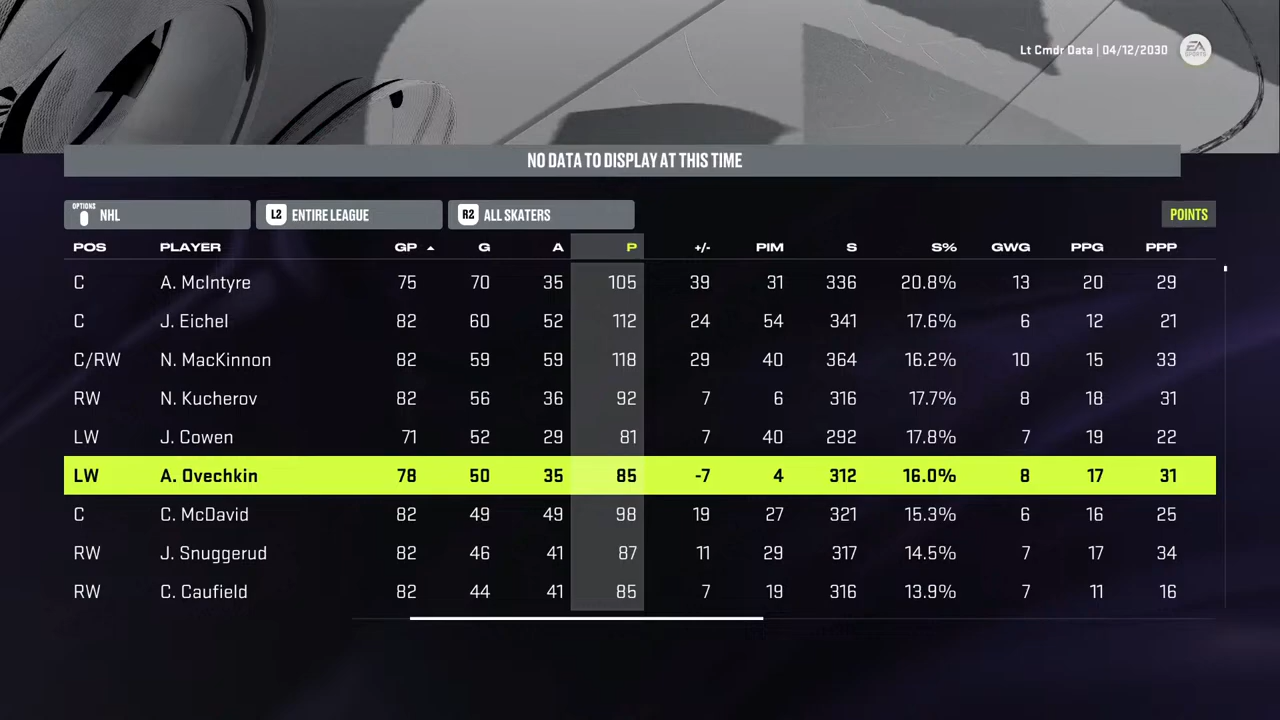 Lt Cmdr Data | 04/12/2030
EA SPORTS
NO DATA TO DISPLAY AT THIS TIME
OPTIONS NHL L2 ENTIRE LEAGUE R2 ALL SKATERS POINTS
POS PLAYER GP G A P +/- PIM S S% GWG PPG PPP
C A. McIntyre 75 70 35 105 39 31 336 20.8% 13 20 29
C J. Eichel 82 60 52 112 24 54 341 17.6% 6 12 21
C/RW N. MacKinnon 82 59 59 118 29 40 364 16.2% 10 15 33
RW N. Kucherov 82 56 36 92 7 6 316 17.7% 8 18 31
LW J. Cowen 71 52 29 81 7 40 292 17.8% 7 19 22
LW A. Ovechkin 78 50 35 85 -7 4 312 16.0% 8 17 31
C C. McDavid 82 49 49 98 19 27 321 15.3% 6 16 25
RW J. Snuggerud 82 46 41 87 11 29 317 14.5% 7 17 34
RW C. Caufield 82 44 41 85 7 19 316 13.9% 7 11 16